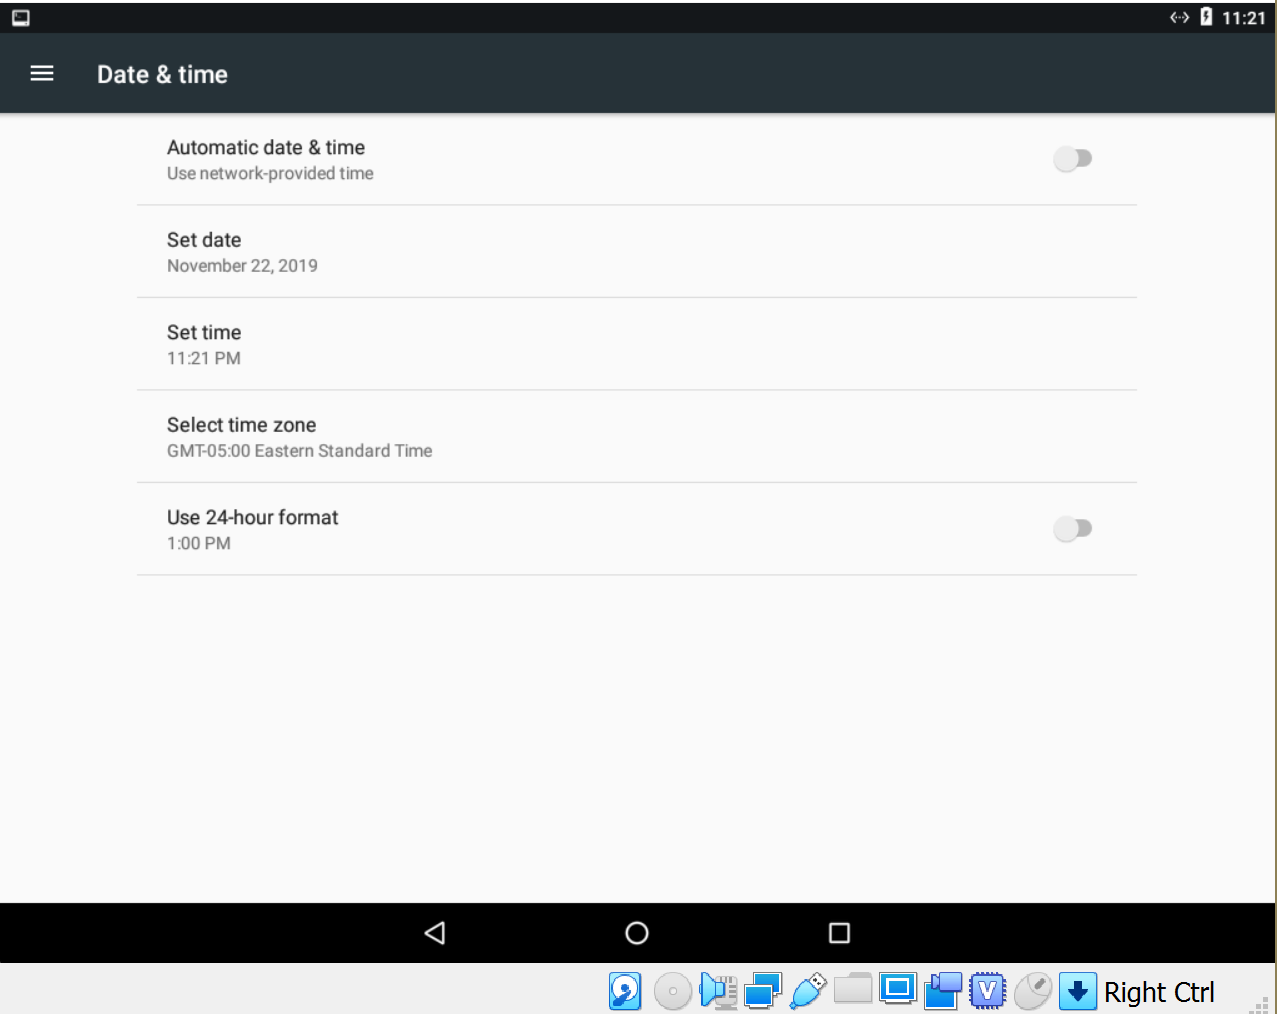 11:21
Date & time
Automatic date & time
Use network-provided time
Set date
November 22, 2019
Set time
11:21 PM
Select time zone
GMT-05:00 Eastern Standard Time
Use 24-hour format
1:00 PM
V
Right Ctrl